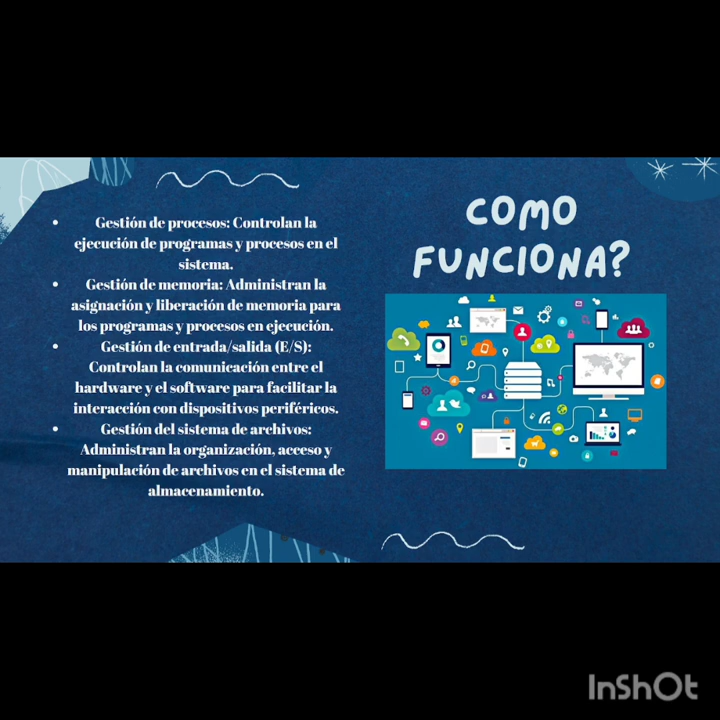 COMO
FUNCIONA?
• Gestión de procesos: Controlan la
ejecución de programas y procesos en el
sistema.
• Gestión de memoria: Administran la
asignación y liberación de memoria para
los programas y procesos en ejecución.
• Gestión de entrada/salida (E/S):
Controlan la comunicación entre el
hardware y el software para facilitar la
interacción con dispositivos periféricos.
• Gestión del sistema de archivos:
Administran la organización, acceso y
manipulación de archivos en el sistema de
almacenamiento.
InShOt